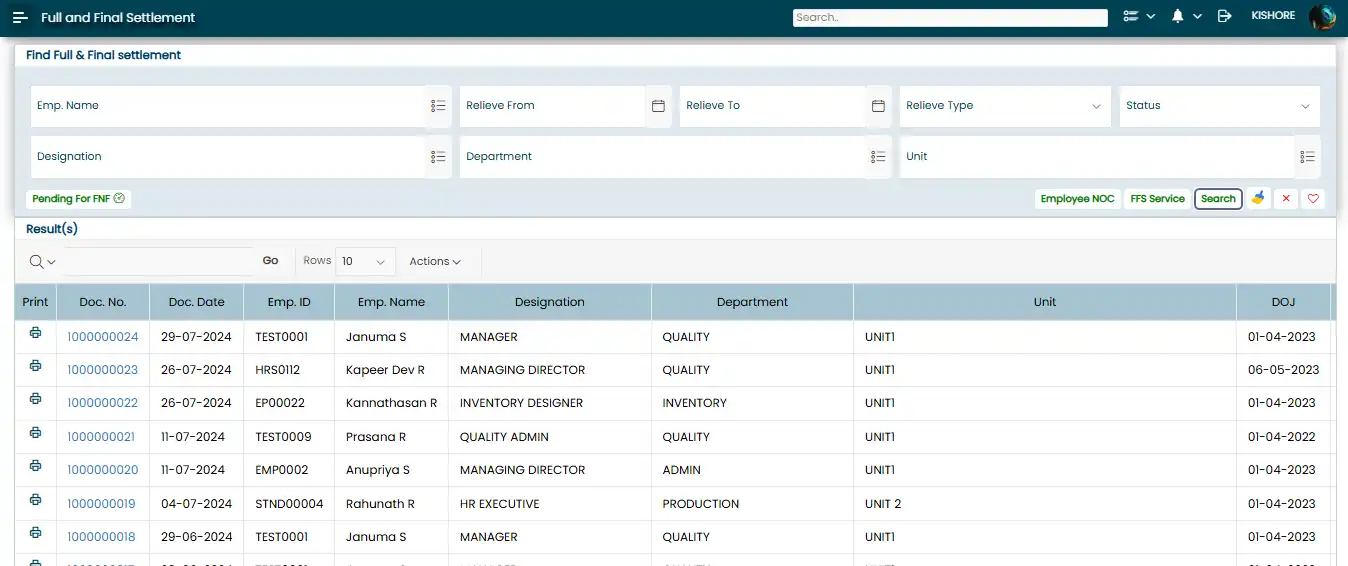 Full and Final Settlement Search.. KISHORE
Find Full & Final settlement
Emp. Name Relieve From Relieve To Relieve Type Status
Designation Department Unit
Pending For FNF Employee NOC FFS Service Search
Result(s)
Go Rows 10 Actions
Print Doc. No. Doc. Date Emp. ID Emp. Name Designation Department Unit DOJ
1000000024 29-07-2024 TEST0001 Januma S MANAGER QUALITY UNIT1 01-04-2023
1000000023 26-07-2024 HRS0112 Kapeer Dev R MANAGING DIRECTOR QUALITY UNIT1 06-05-2023
1000000022 26-07-2024 EP00022 Kannathasan R INVENTORY DESIGNER INVENTORY UNIT1 01-04-2023
1000000021 11-07-2024 TEST0009 Prasana R QUALITY ADMIN QUALITY UNIT1 01-04-2022
1000000020 11-07-2024 EMP0002 Anupriya S MANAGING DIRECTOR ADMIN UNIT1 01-04-2023
1000000019 04-07-2024 STND00004 Rahunath R HR EXECUTIVE PRODUCTION UNIT 2 01-04-2023
1000000018 29-06-2024 TEST0001 Januma S MANAGER QUALITY UNIT1 01-04-2023